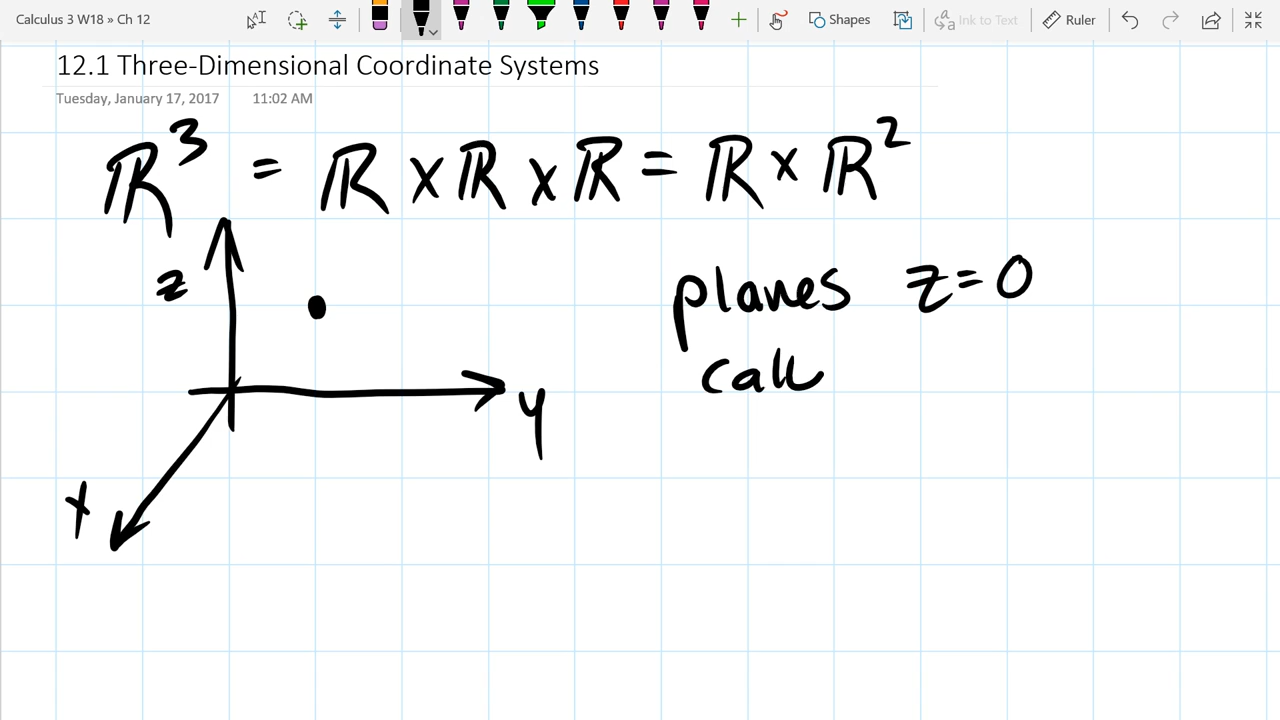 Calculus 3 W18 » Ch 12
Shapes
Ink to Text
Ruler
12.1 Three-Dimensional Coordinate Systems
Tuesday, January 17, 2017 11:02 AM
ℝ³ = ℝ × ℝ × ℝ = ℝ × ℝ²
z
planes z=0
call
y
x